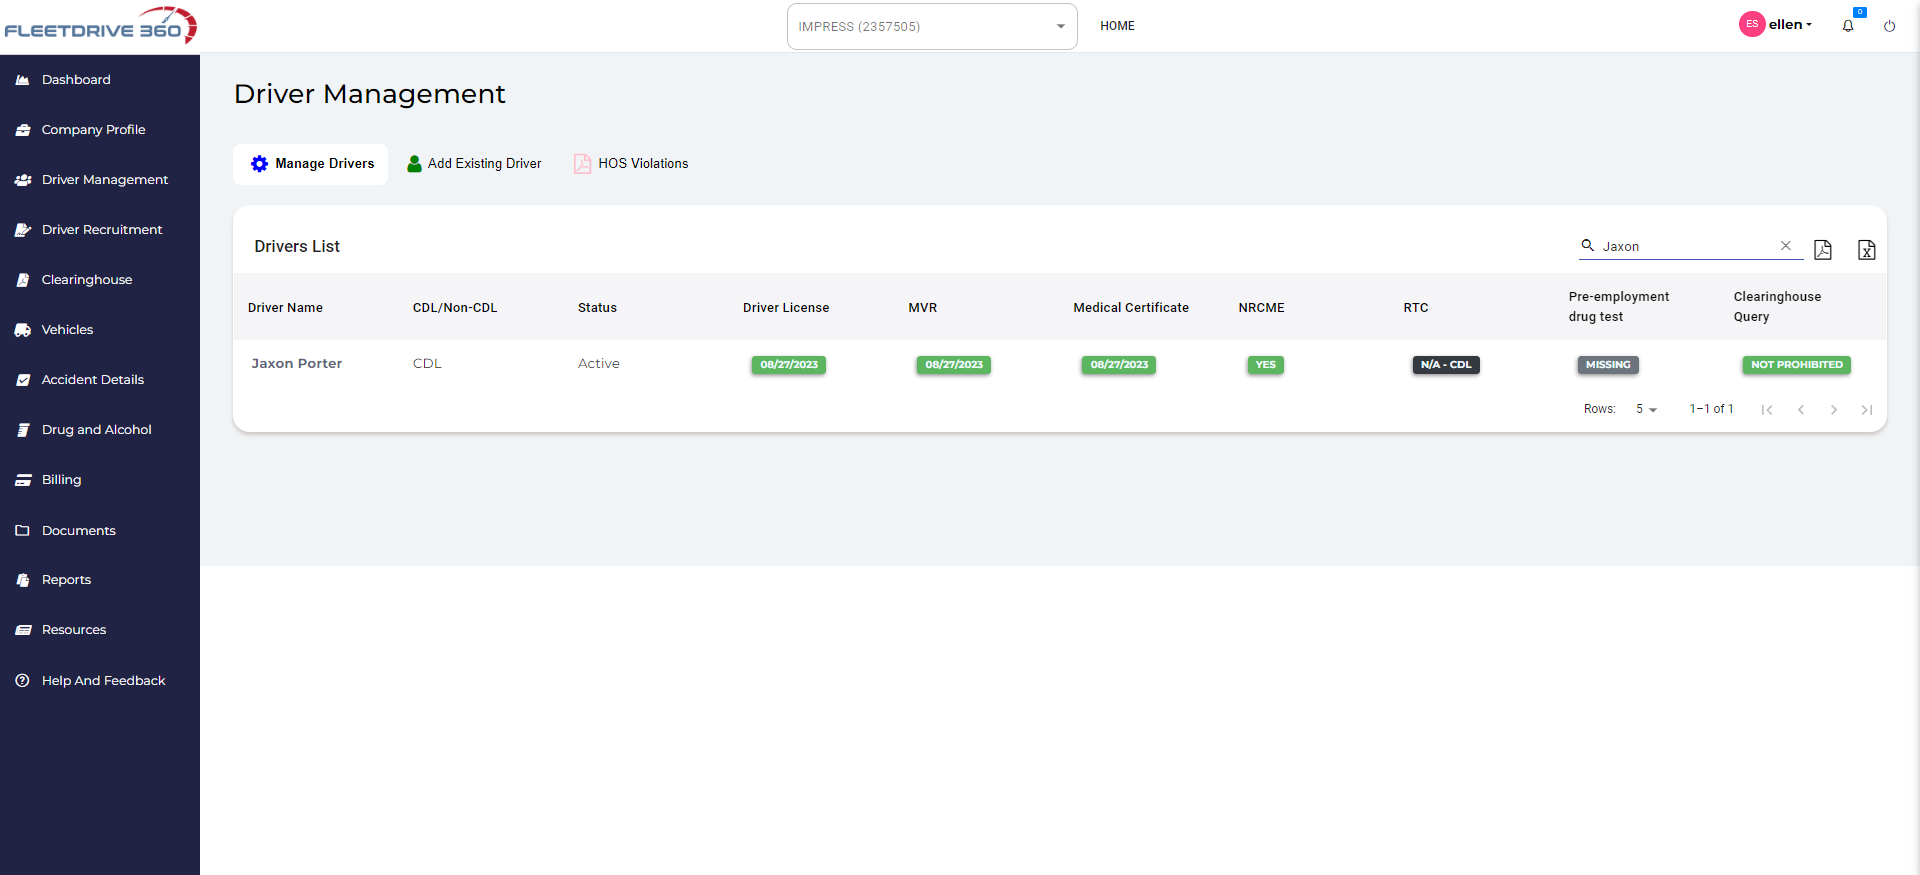 FLEETDRIVE 360
IMPRESS (2357505)
HOME
ES
ellen
0
Dashboard
Company Profile
Driver Management
Driver Recruitment
Clearinghouse
Vehicles
Accident Details
Drug and Alcohol
Billing
Documents
Reports
Resources
Help And Feedback
Driver Management
Manage Drivers
Add Existing Driver
HOS Violations
Drivers List
Jaxon
Driver Name
CDL/Non-CDL
Status
Driver License
MVR
Medical Certificate
NRCME
RTC
Pre-employment
drug test
Clearinghouse
Query
Jaxon Porter
CDL
Active
08/27/2023
08/27/2023
08/27/2023
YES
N/A - CDL
MISSING
NOT PROHIBITED
Rows:
5
1-1 of 1